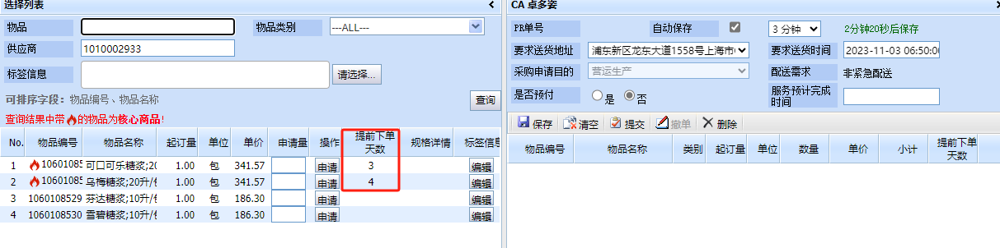 选择列表
物品
物品类别
---ALL---
供应商
1010002933
标签信息
请选择...
可排序字段：物品编号、物品名称
查询
查询结果中带的物品为核心商品!
No. 物品编号 物品名称 起订量 单位 单价 申请量 操作 提前下单天数 规格详情 标签信息
1 10601085 可口可乐糖浆;20 1.00 包 341.57 申请 3 编辑
2 10601085 乌梅糖浆;20升/包 1.00 包 341.57 申请 4 编辑
3 1060108529 芬达糖浆;10升/包 1.00 包 186.30 申请 编辑
4 1060108530 雪碧糖浆;10升/包 1.00 包 186.30 申请 编辑
CA 卓多姿
PR单号
自动保存
3 分钟
2分钟20秒后保存
要求送货地址
浦东新区龙东大道1558号上海市
要求送货时间
2023-11-03 06:50:00
采购申请目的
营运生产
配送需求
非紧急配送
是否预付
是
否
服务预计完成时间
保存 清空 提交 撤单 删除
物品编号 物品名称 类别 起订量 单位 数量 单价 小计 提前下单天数